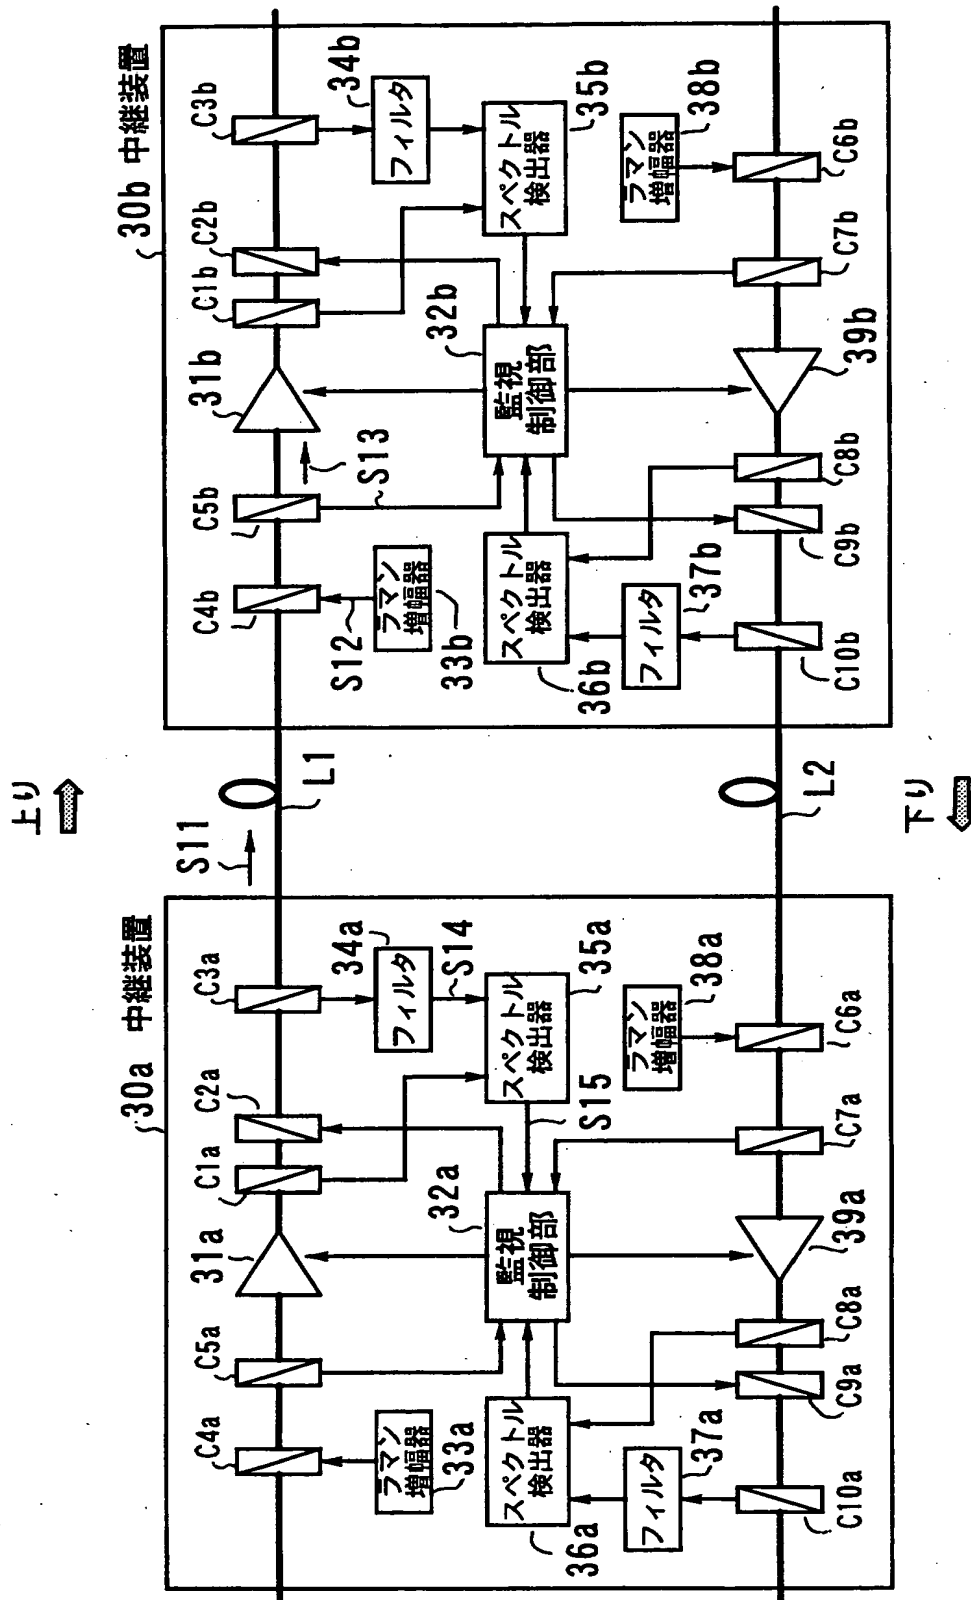 上り
下り
30a 中継装置
C4a
C5a
31a
C1a
C2a
C3a
S11
L1
ラマン
増幅器
33a
監視
制御部
32a
フィルタ
34a
S14
スペクトル
検出器
35a
S15
スペクトル
検出器
36a
フィルタ
37a
ラマン
増幅器
38a
C10a
C9a
C8a
39a
C7a
C6a
L2
30b 中継装置
C4b
C5b
31b
C1b
C2b
C3b
S12
S13
ラマン
増幅器
33b
監視
制御部
32b
フィルタ
34b
スペクトル
検出器
35b
スペクトル
検出器
36b
フィルタ
37b
ラマン
増幅器
38b
C10b
C9b
C8b
39b
C7b
C6b